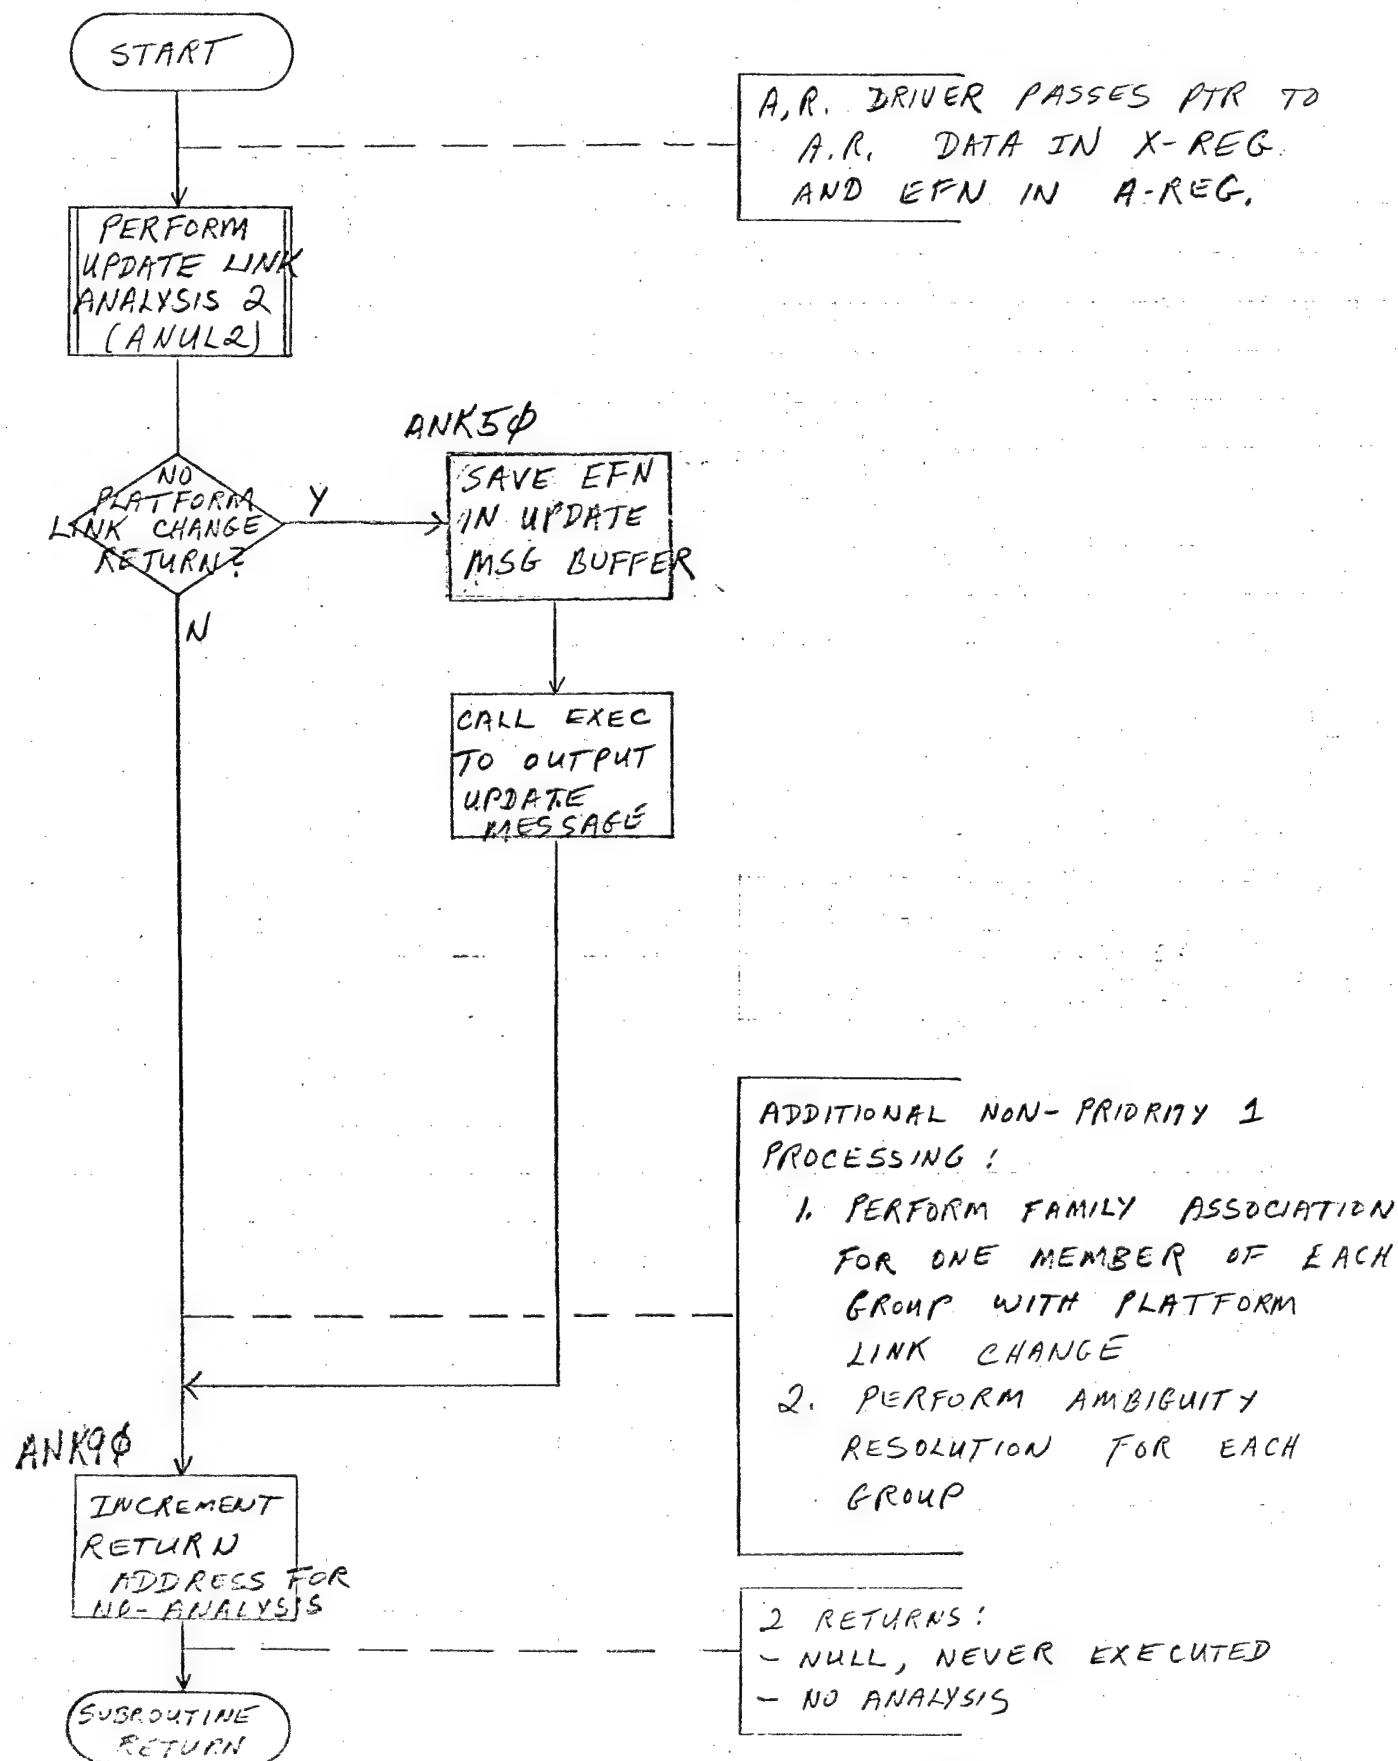 START
A,R. DRIVER PASSES PTR TO
A.R. DATA IN X-REG.
AND EFN IN A-REG.
PERFORM
UPDATE LINK
ANALYSIS 2
(ANUL2)
ANK5φ
NO
PLATFORM
LINK CHANGE
RETURN?
Y
N
SAVE EFN
IN UPDATE
MSG BUFFER
CALL EXEC
TO OUTPUT
UPDATE
MESSAGE
ADDITIONAL NON-PRIORITY 1
PROCESSING:
1. PERFORM FAMILY ASSOCIATION
FOR ONE MEMBER OF EACH
GROUP WITH PLATFORM
LINK CHANGE
2. PERFORM AMBIGUITY
RESOLUTION FOR EACH
GROUP
ANK9φ
INCREMENT
RETURN
ADDRESS FOR
NO-ANALYSIS
2 RETURNS:
- NULL, NEVER EXECUTED
- NO ANALYSIS
SUBROUTINE
RETURN